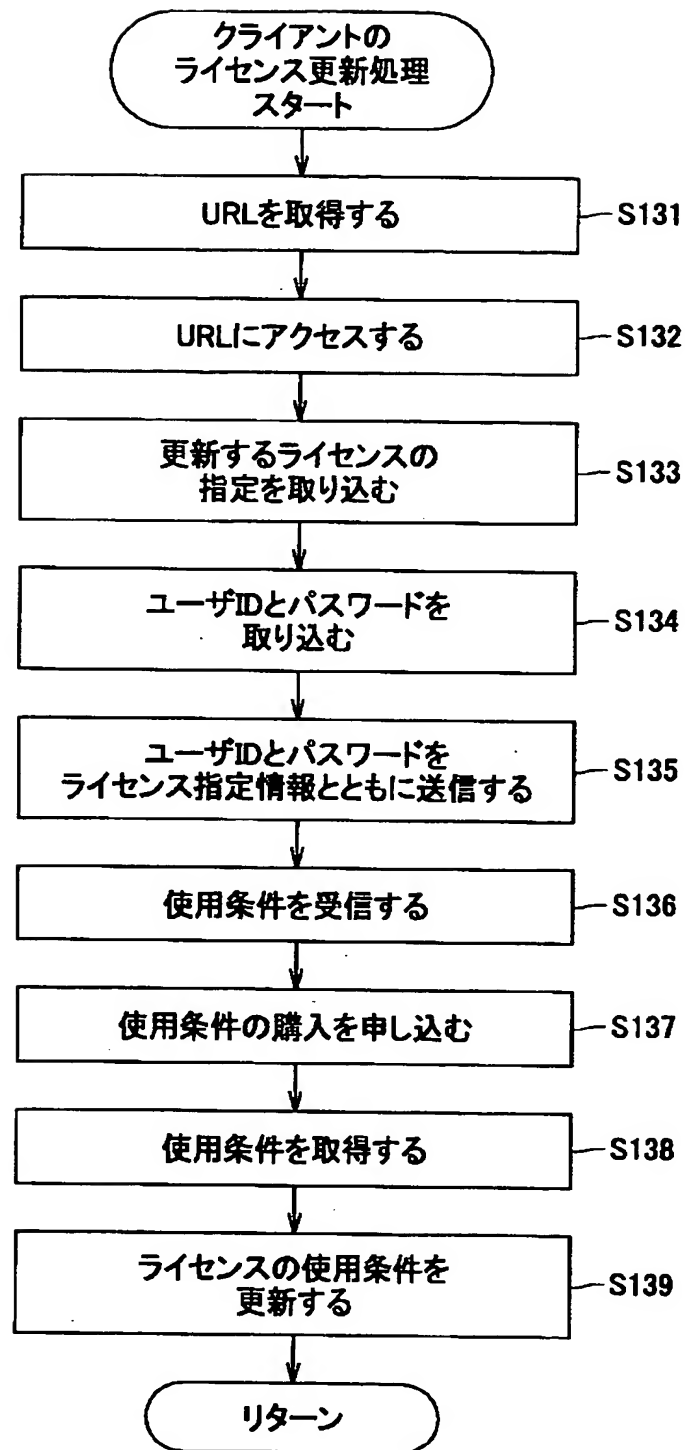 クライアントの
ライセンス更新処理
スタート
URLを取得する
S131
URLにアクセスする
S132
更新するライセンスの
指定を取り込む
S133
ユーザIDとパスワードを
取り込む
S134
ユーザIDとパスワードを
ライセンス指定情報とともに送信する
S135
使用条件を受信する
S136
使用条件の購入を申し込む
S137
使用条件を取得する
S138
ライセンスの使用条件を
更新する
S139
リターン